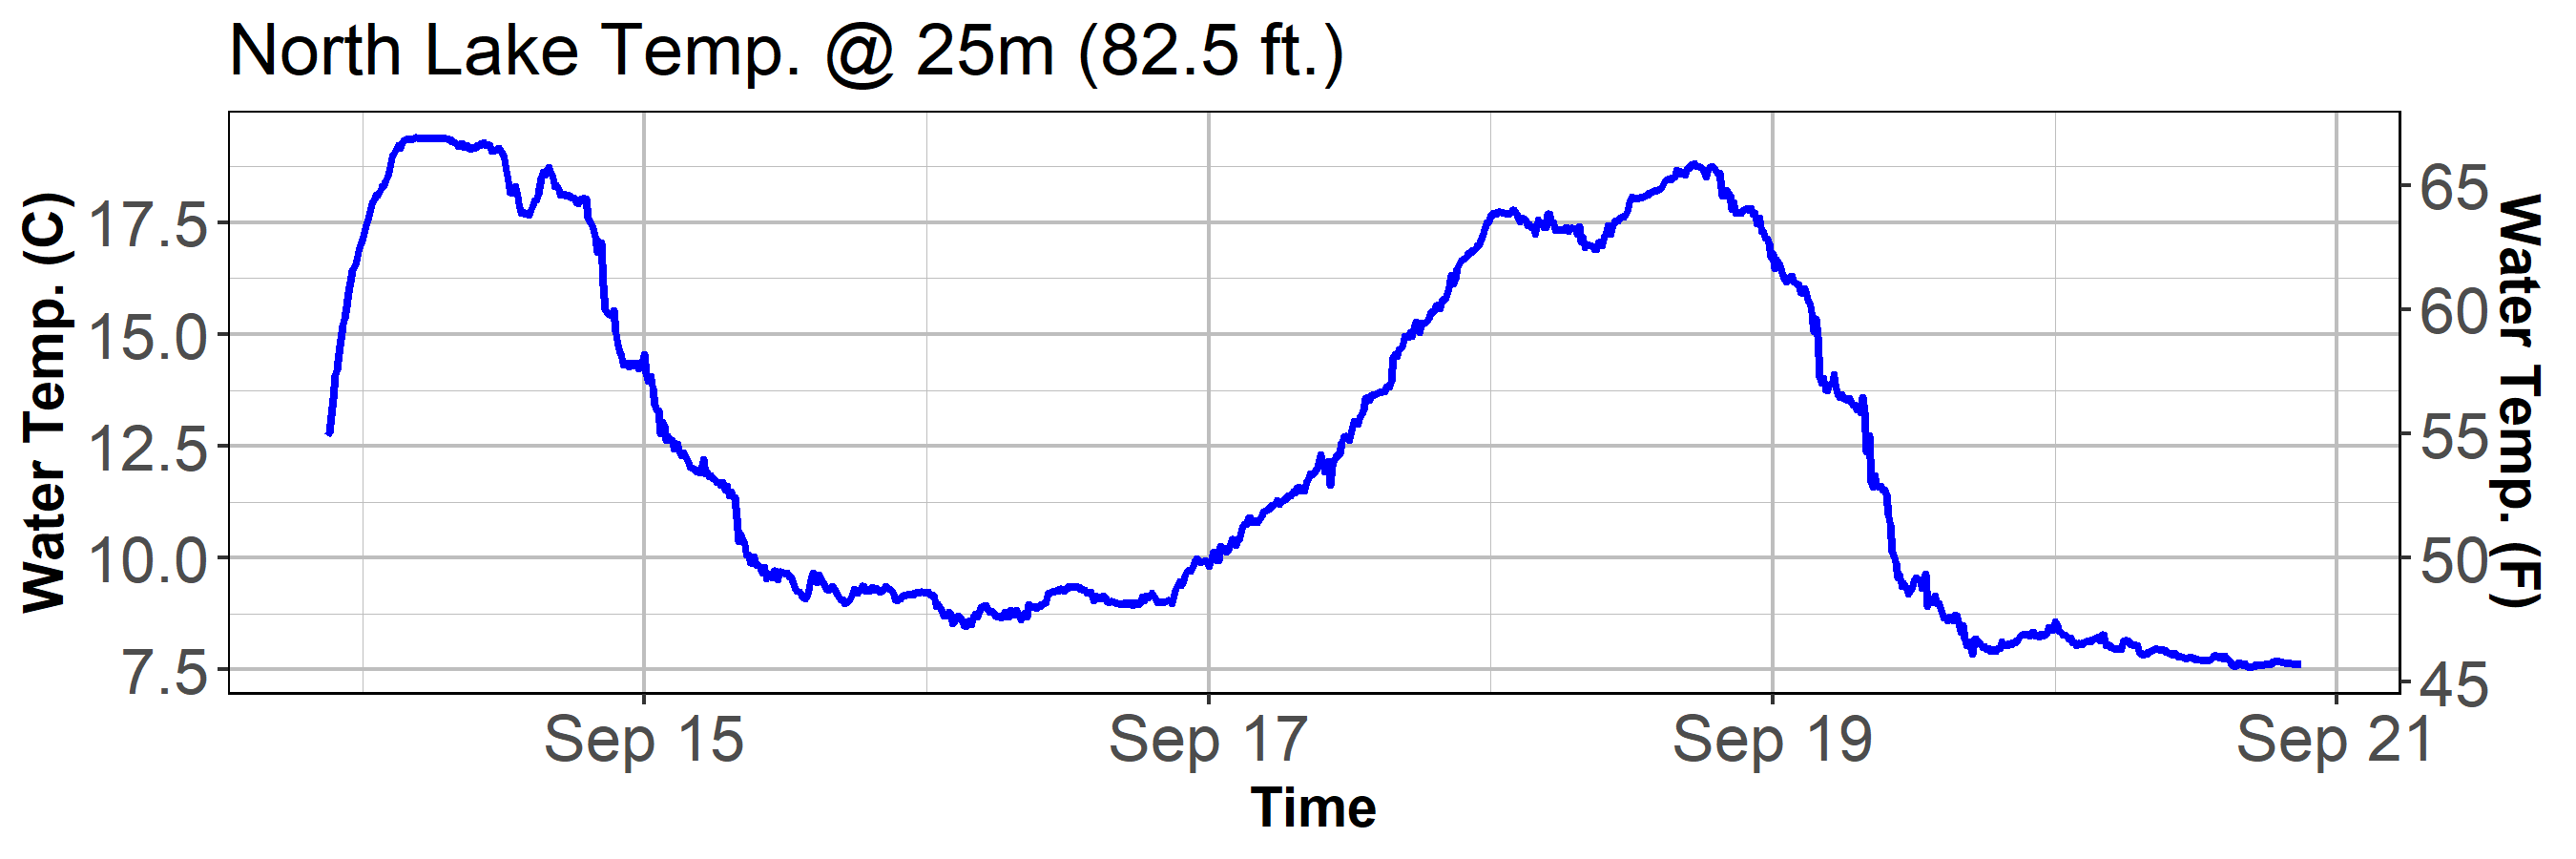 North Lake Temp. @ 25m (82.5 ft.)
Water Temp. (C)
17.5
15.0
12.5
10.0
7.5
65
60
55
50
45
Water Temp. (F)
Sep 15 Sep 17 Sep 19 Sep 21
Time